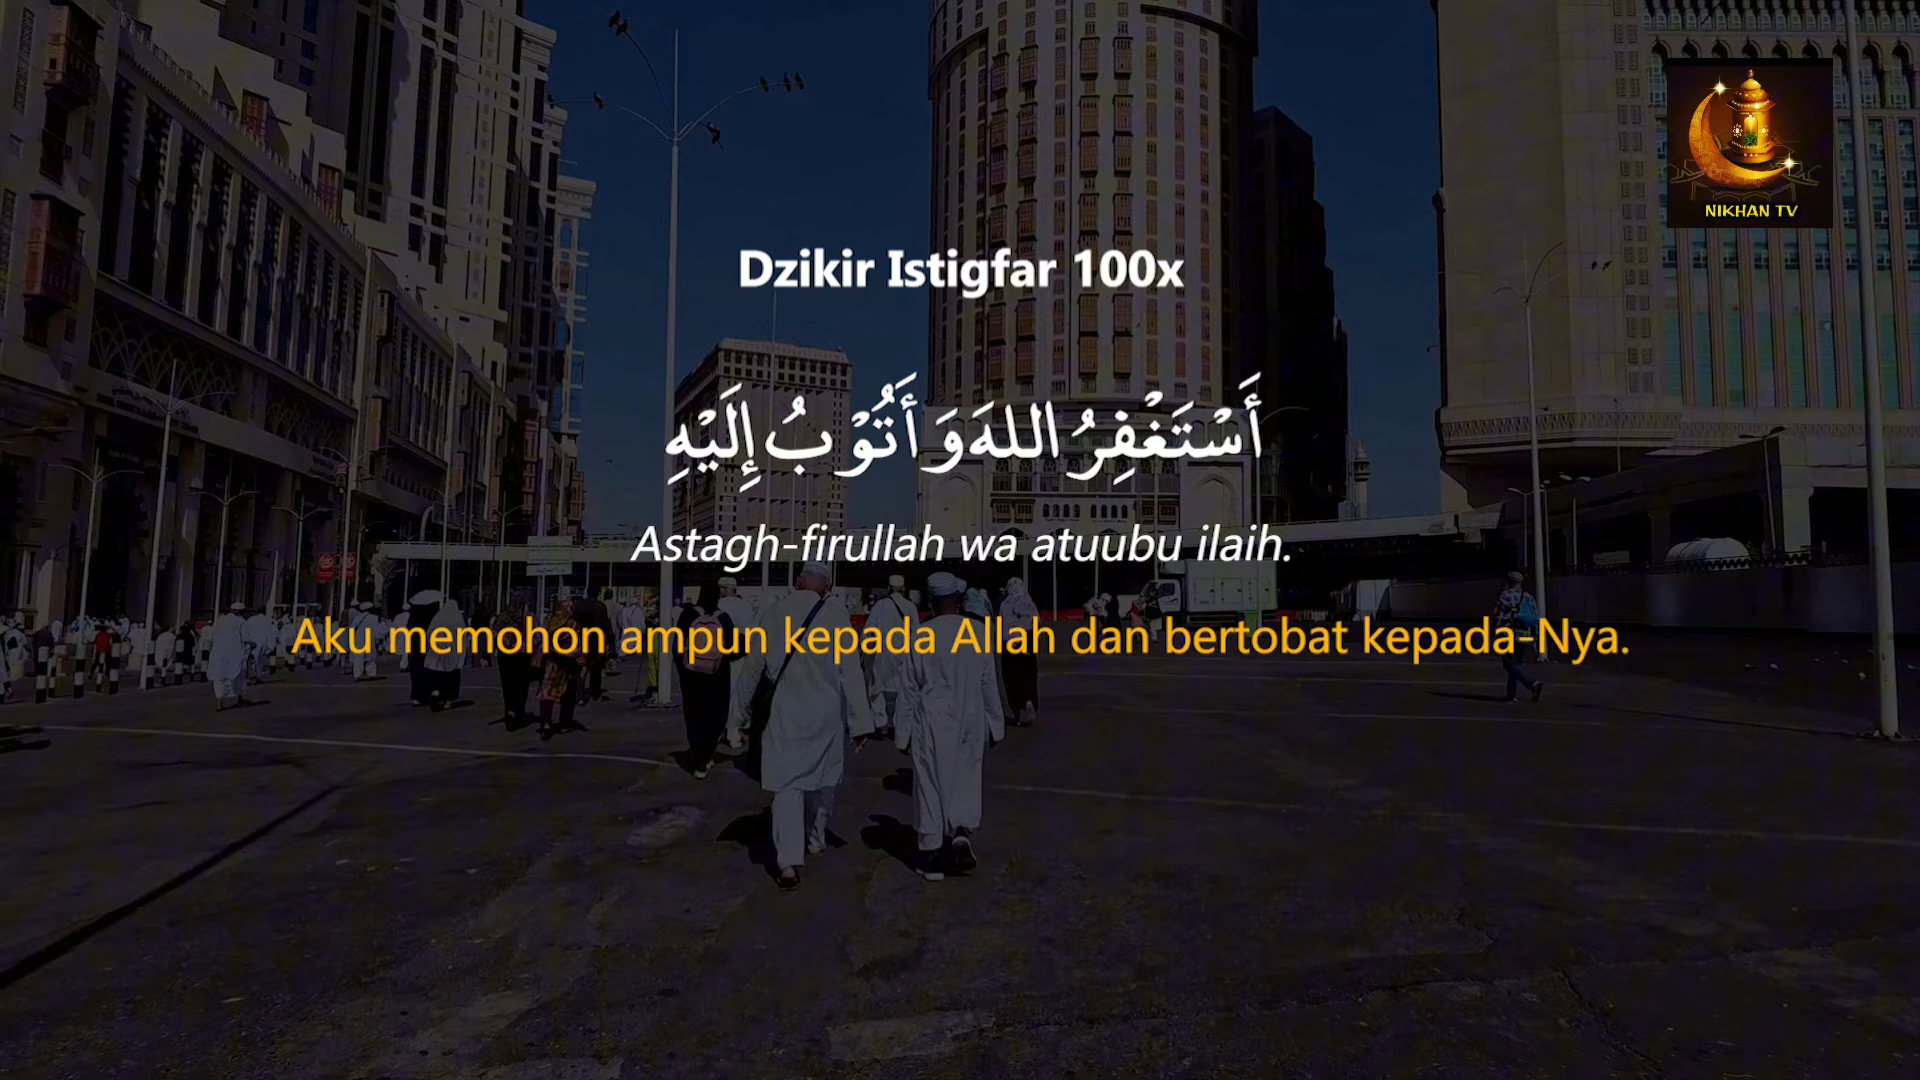 NIKHAN TV
Dzikir Istigfar 100x
أَسْتَغْفِرُ اللهَ وَ أَتُوْبُ إِلَيْهِ
Astagh-firullah wa atuubu ilaih.
Aku memohon ampun kepada Allah dan bertobat kepada-Nya.